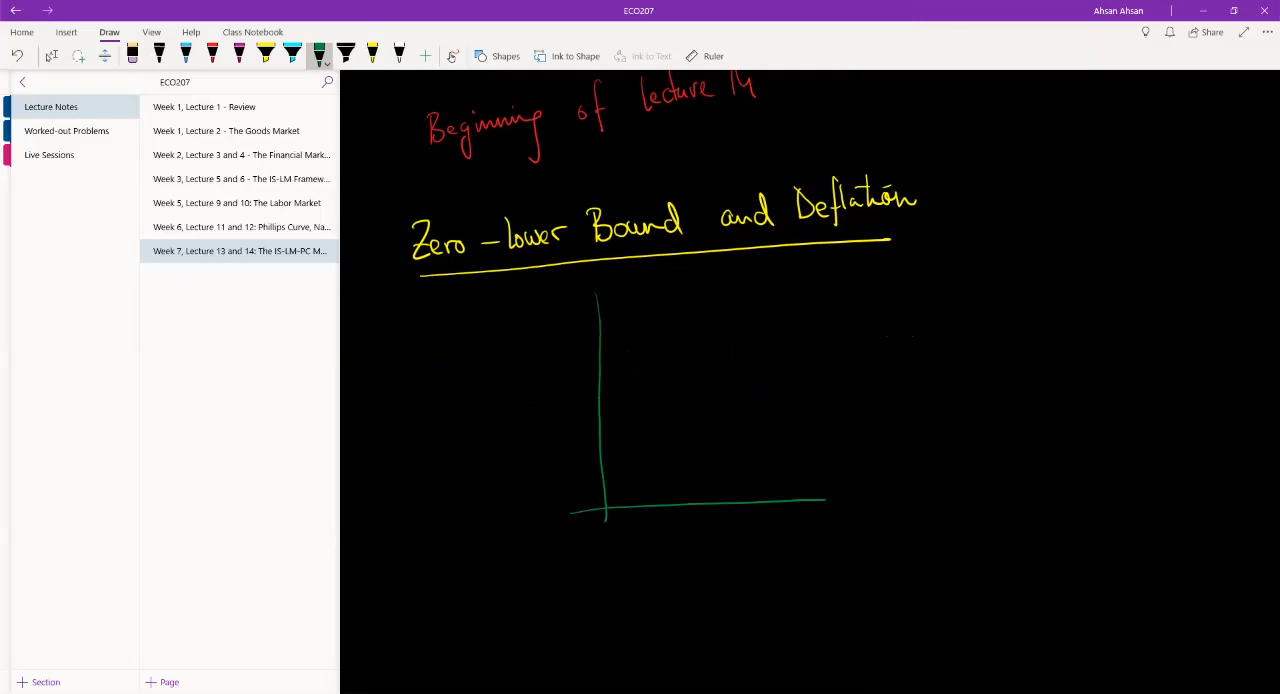 ECO207
Ahsan Ahsan
Home Insert Draw View Help Class Notebook
Share
Shapes Ink to Shape Ink to Text Ruler
ECO207
Lecture Notes
Worked-out Problems
Live Sessions
Week 1, Lecture 1 - Review
Week 1, Lecture 2 - The Goods Market
Week 2, Lecture 3 and 4 - The Financial Mark...
Week 3, Lecture 5 and 6 - The IS-LM Framew...
Week 5, Lecture 9 and 10: The Labor Market
Week 6, Lecture 11 and 12: Phillips Curve, Na...
Week 7, Lecture 13 and 14: The IS-LM-PC M...
Beginning of lecture 14
Zero - lower Bound and Deflation
Section
Page